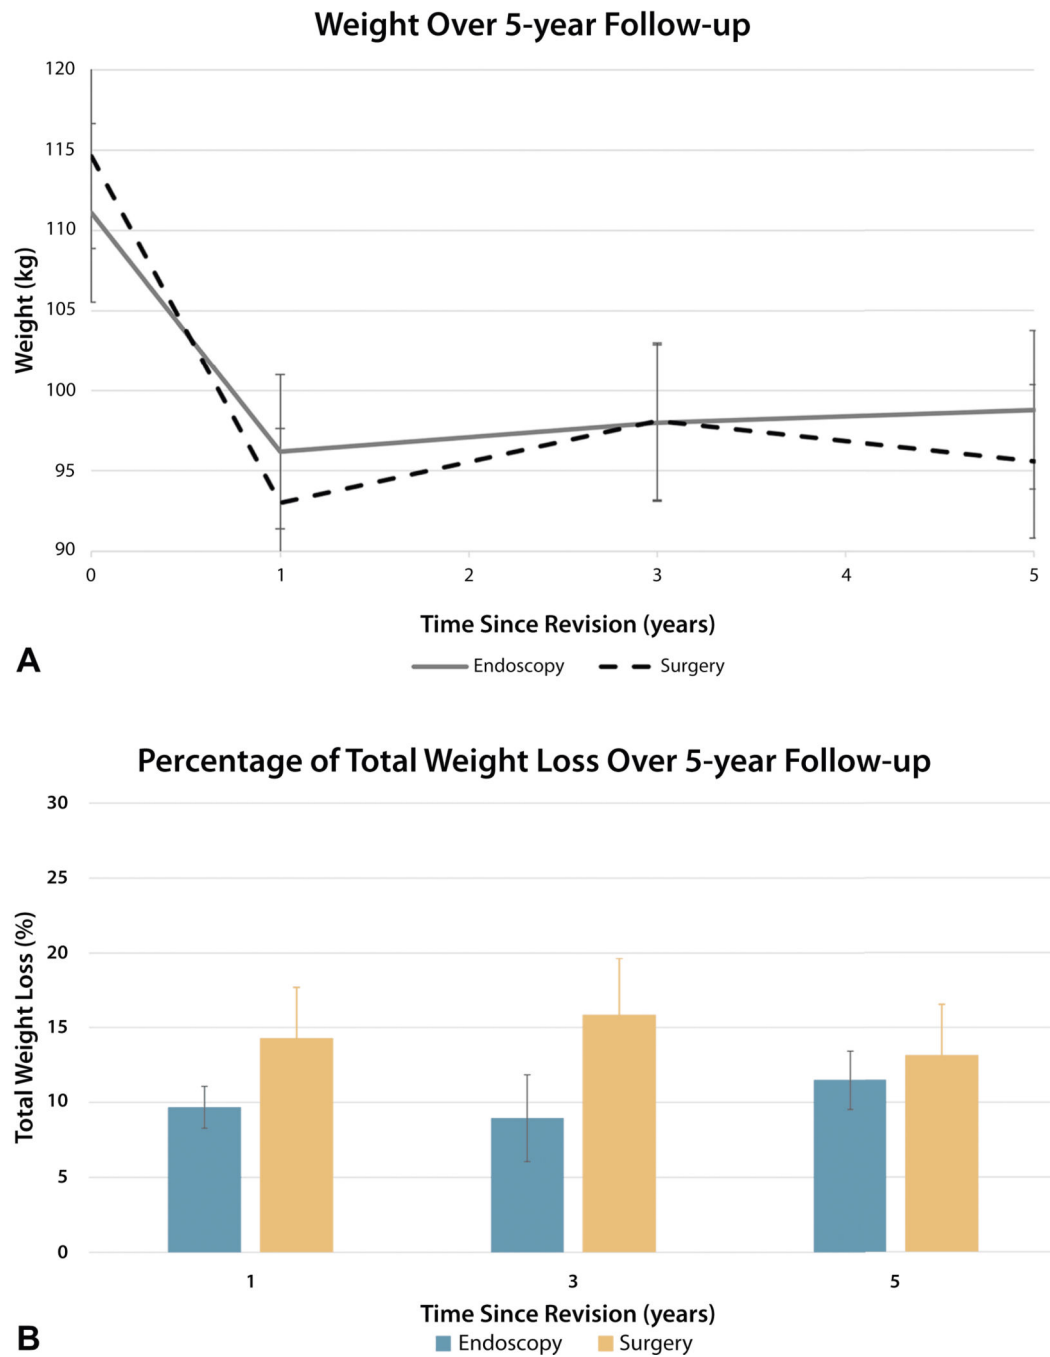 Weight Over 5-year Follow-up
120
115
110
105
100
95
90
Weight (kg)
0 1 2 3 4 5
Time Since Revision (years)
A
Endoscopy Surgery
Percentage of Total Weight Loss Over 5-year Follow-up
30
25
20
15
10
5
0
Total Weight Loss (%)
1 3 5
Time Since Revision (years)
B
Endoscopy Surgery